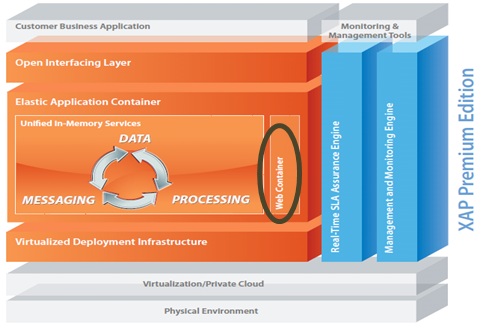 Customer Business Application
Monitoring &
Management Tools
Open Interfacing Layer
Elastic Application Container
Unified In-Memory Services
DATA
MESSAGING
PROCESSING
Web Container
Virtualized Deployment Infrastructure
Real-Time SLA Assurance Engine
Management and Monitoring Engine
XAP Premium Edition
Virtualization/Private Cloud
Physical Environment